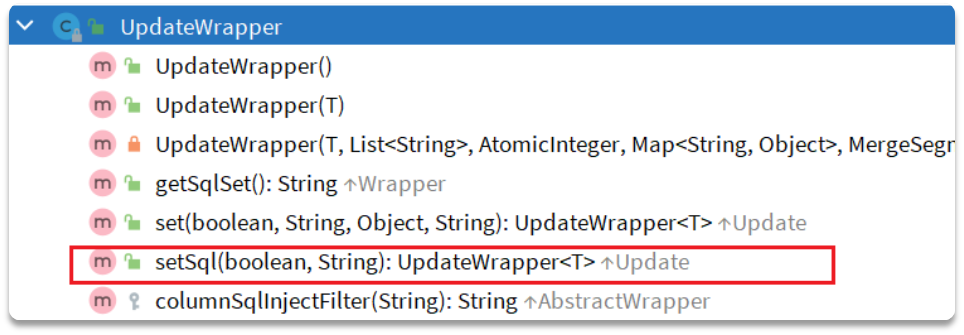 C UpdateWrapper
m UpdateWrapper()
m UpdateWrapper(T)
m UpdateWrapper(T, List<String>, AtomicInteger, Map<String, Object>, MergeSegm
m getSqlSet(): String ↑Wrapper
m set(boolean, String, Object, String): UpdateWrapper<T> ↑Update
m setSql(boolean, String): UpdateWrapper<T> ↑Update
m columnSqlInjectFilter(String): String ↑AbstractWrapper